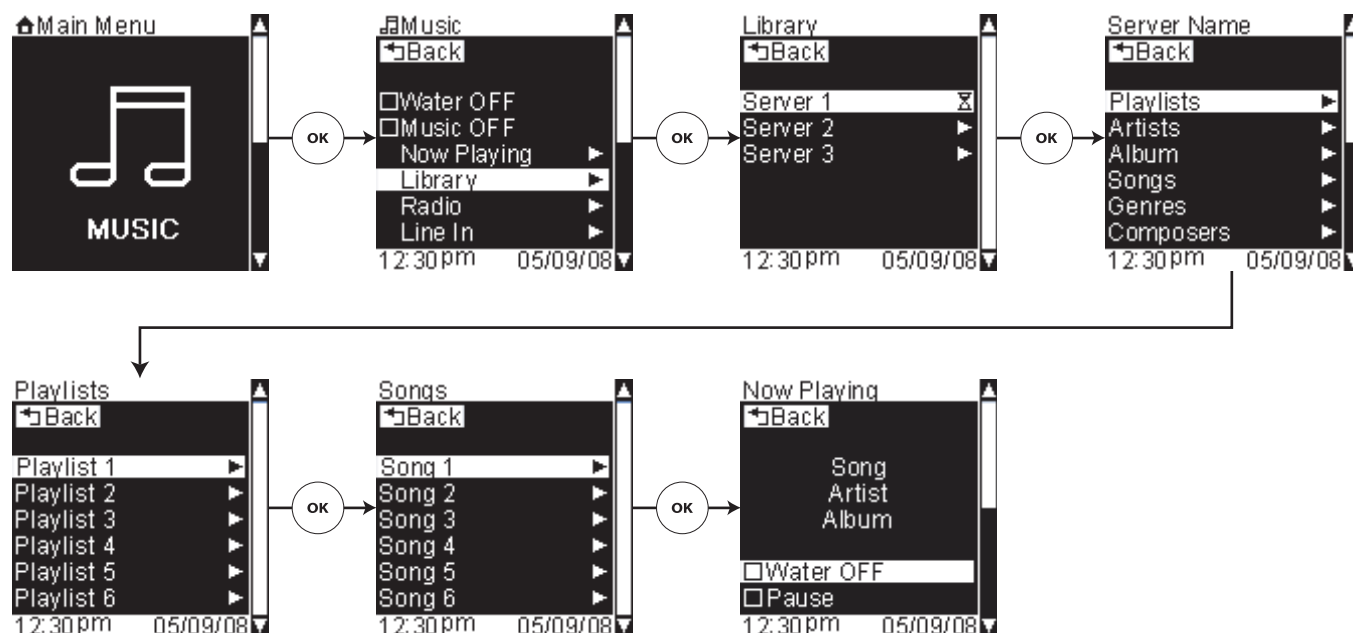 Main Menu
MUSIC
OK
Music
Back
Water OFF
Music OFF
Now Playing
Library
Radio
Line In
12:30pm 05/09/08
OK
Library
Back
Server 1
Server 2
Server 3
12:30pm 05/09/08
OK
Server Name
Back
Playlists
Artists
Album
Songs
Genres
Composers
12:30pm 05/09/08
Playlists
Back
Playlist 1
Playlist 2
Playlist 3
Playlist 4
Playlist 5
Playlist 6
12:30pm 05/09/08
OK
Songs
Back
Song 1
Song 2
Song 3
Song 4
Song 5
Song 6
12:30pm 05/09/08
OK
Now Playing
Back
Song
Artist
Album
Water OFF
Pause
12:30pm 05/09/08